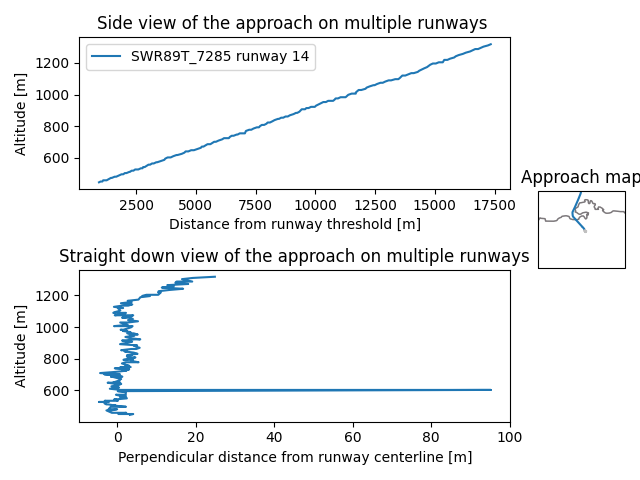 Side view of the approach on multiple runways
1200
1000
800
600
Altitude [m]
SWR89T_7285 runway 14
2500 5000 7500 10000 12500 15000 17500
Distance from runway threshold [m]
Approach map
Straight down view of the approach on multiple runways
1200
1000
800
600
Altitude [m]
0 20 40 60 80 100
Perpendicular distance from runway centerline [m]